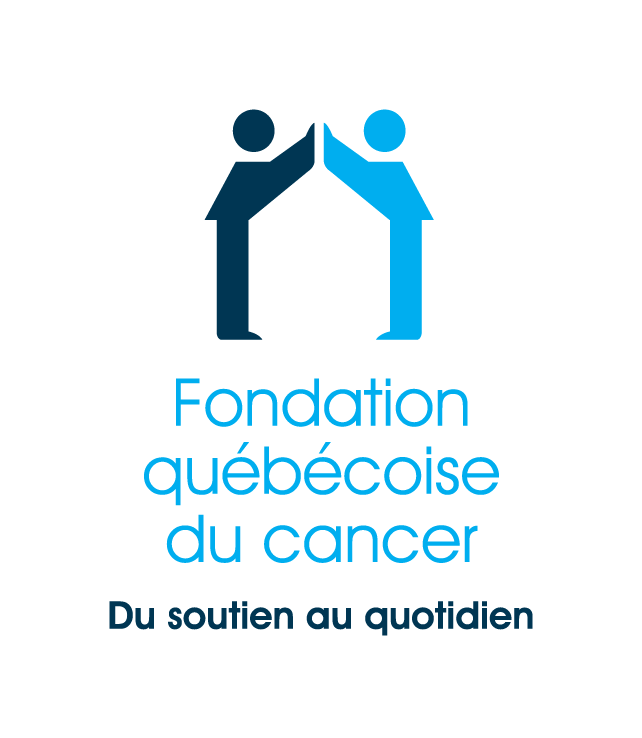 Fondation
québécoise
du cancer
Du soutien au quotidien